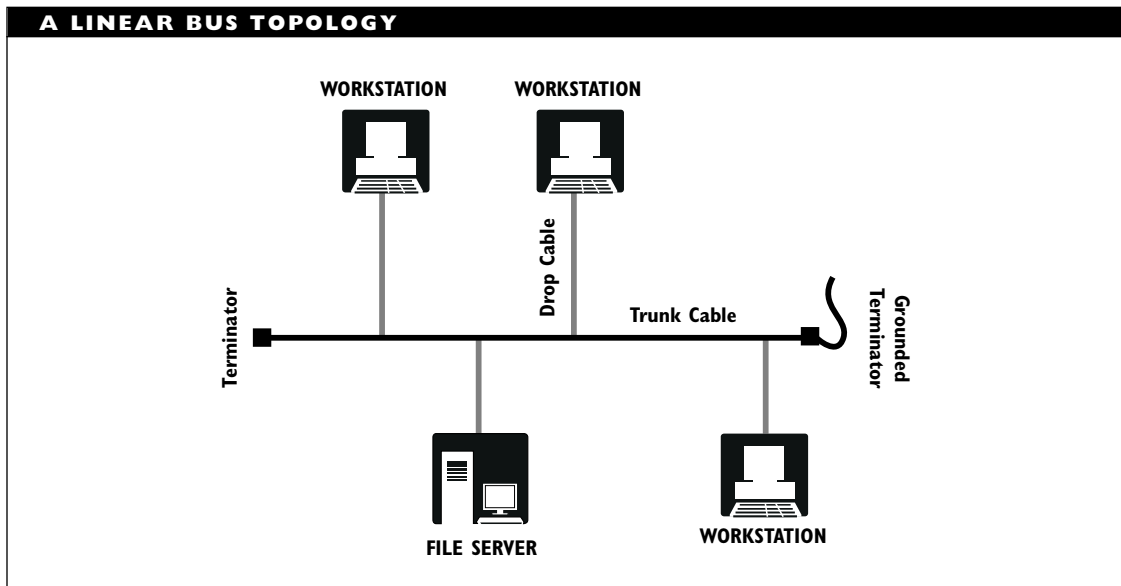 A LINEAR BUS TOPOLOGY
WORKSTATION
WORKSTATION
Drop Cable
Terminator
Trunk Cable
Grounded
Terminator
FILE SERVER
WORKSTATION